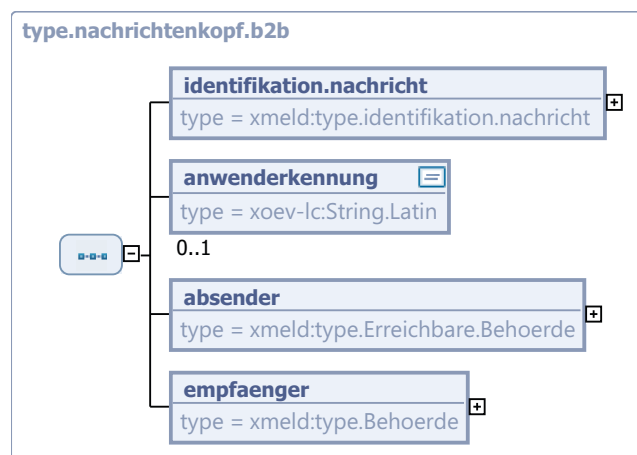 type.nachrichtenkopf.b2b
identifikation.nachricht
type = xmeld:type.identifikation.nachricht
anwenderkennung
type = xoev-lc:String.Latin
0..1
absender
type = xmeld:type.Erreichbare.Behoerde
empfaenger
type = xmeld:type.Behoerde